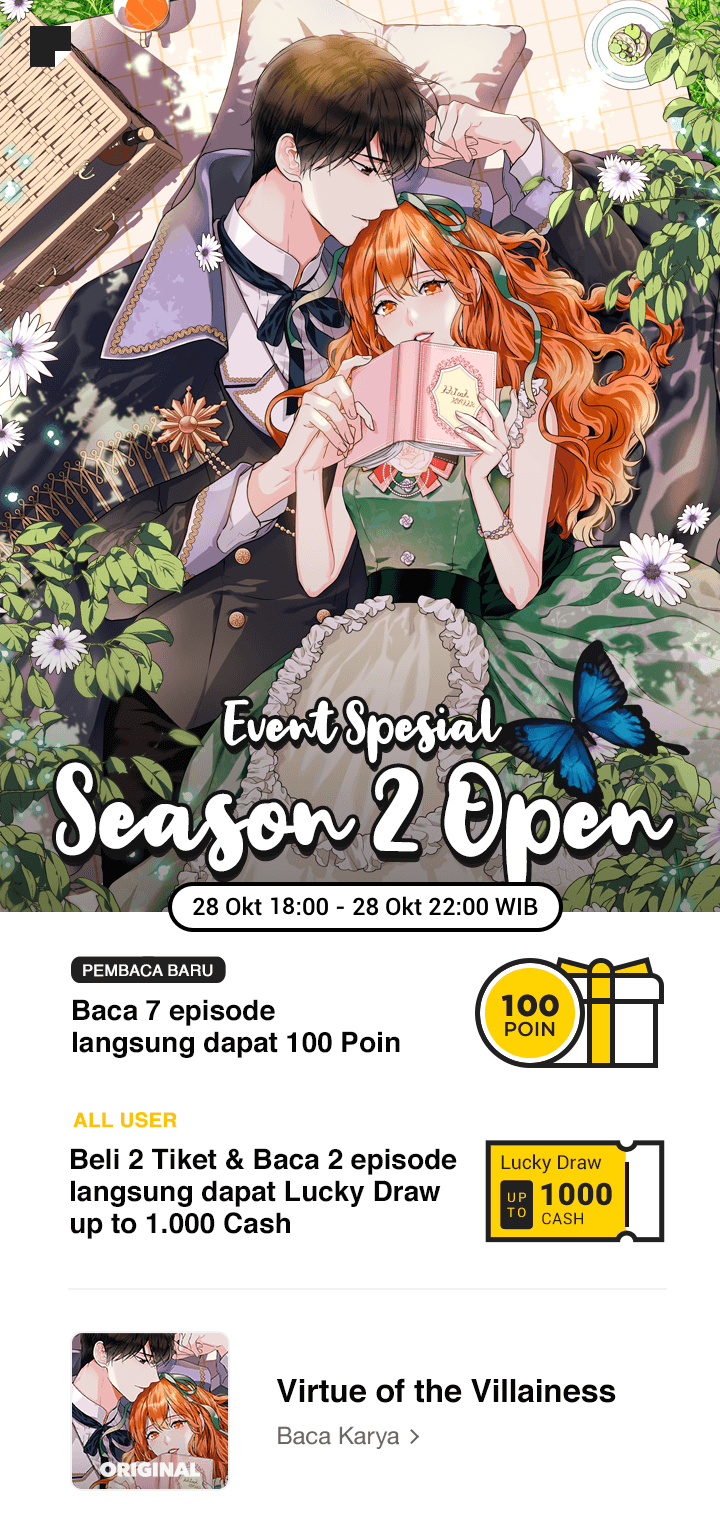 Event Spesial
Season 2 Open
28 Okt 18:00 - 28 Okt 22:00 WIB
PEMBACA BARU
Baca 7 episode
langsung dapat 100 Poin
100
POIN
ALL USER
Beli 2 Tiket & Baca 2 episode
langsung dapat Lucky Draw
up to 1.000 Cash
Lucky Draw
UP TO
1000
CASH
ORIGINAL
Virtue of the Villainess
Baca Karya >